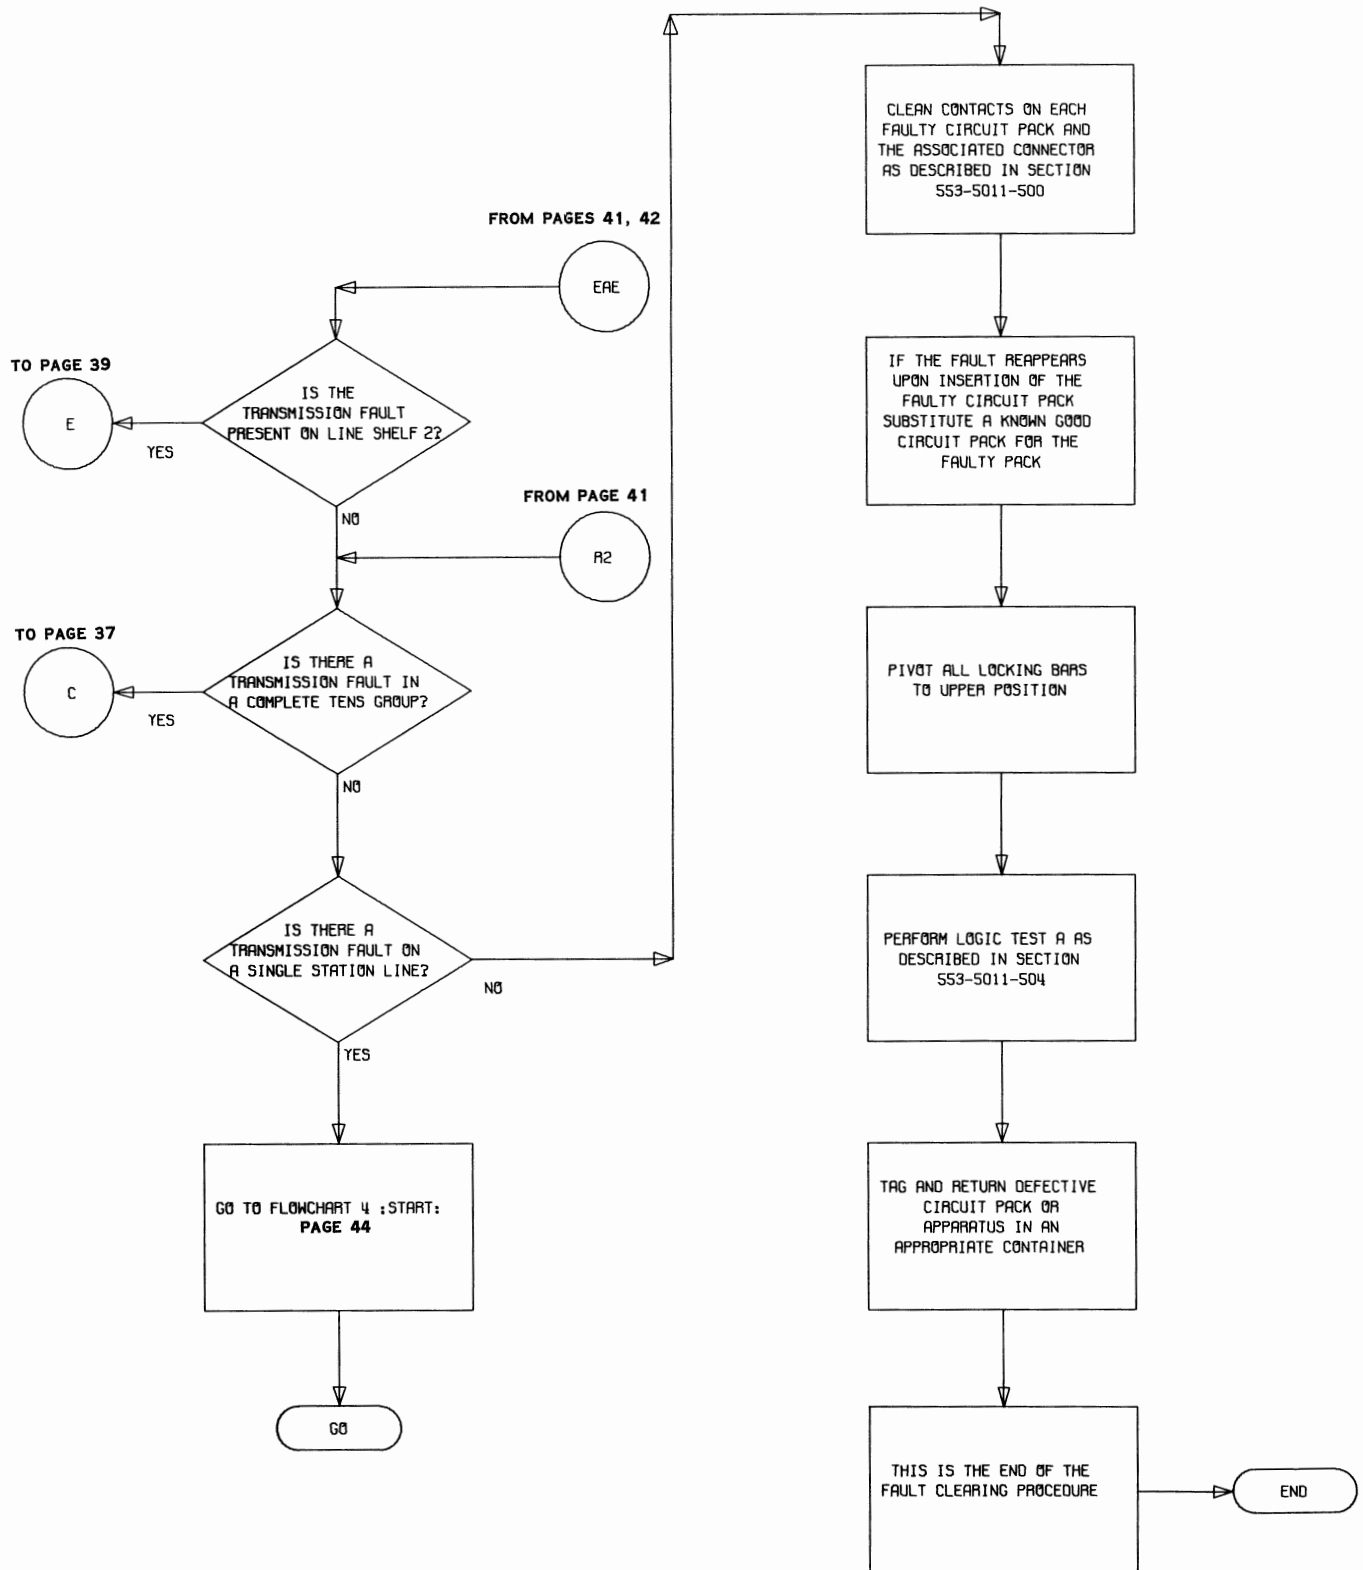 FROM PAGES 41, 42
EAE
TO PAGE 39
E
YES
IS THE
TRANSMISSION FAULT
PRESENT ON LINE SHELF 2?
NO
FROM PAGE 41
R2
TO PAGE 37
C
YES
IS THERE A
TRANSMISSION FAULT IN
A COMPLETE TENS GROUP?
NO
IS THERE A
TRANSMISSION FAULT ON
A SINGLE STATION LINE?
NO
YES
GO TO FLOWCHART 4 :START:
PAGE 44
GO
CLEAN CONTACTS ON EACH
FAULTY CIRCUIT PACK AND
THE ASSOCIATED CONNECTOR
AS DESCRIBED IN SECTION
553-5011-500
IF THE FAULT REAPPEARS
UPON INSERTION OF THE
FAULTY CIRCUIT PACK
SUBSTITUTE A KNOWN GOOD
CIRCUIT PACK FOR THE
FAULTY PACK
PIVOT ALL LOCKING BARS
TO UPPER POSITION
PERFORM LOGIC TEST A AS
DESCRIBED IN SECTION
553-5011-504
TAG AND RETURN DEFECTIVE
CIRCUIT PACK OR
APPARATUS IN AN
APPROPRIATE CONTAINER
THIS IS THE END OF THE
FAULT CLEARING PROCEDURE
END